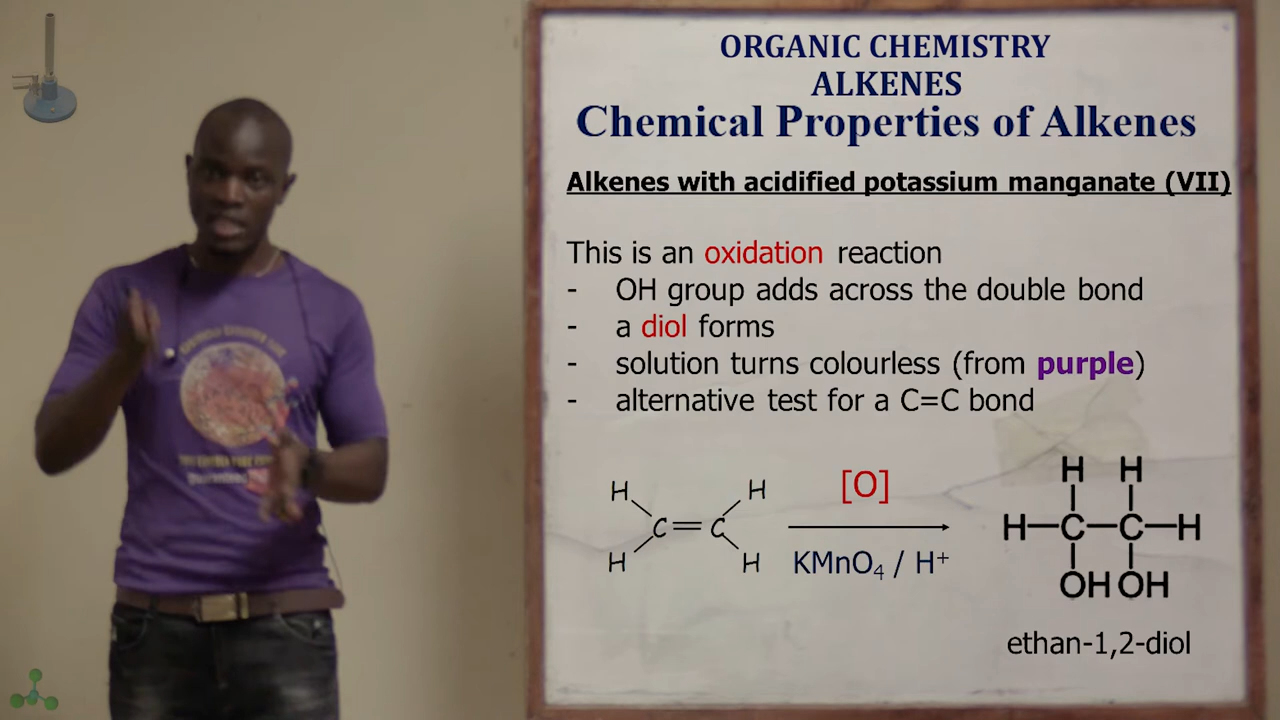 ORGANIC CHEMISTRY
ALKENES
Chemical Properties of Alkenes
Alkenes with acidified potassium manganate (VII)
This is an oxidation reaction
- OH group adds across the double bond
- a diol forms
- solution turns colourless (from purple)
- alternative test for a C=C bond
H H
C=C
H H
[O]
KMnO₄ / H⁺
H H
H-C-C-H
OH OH
ethan-1,2-diol